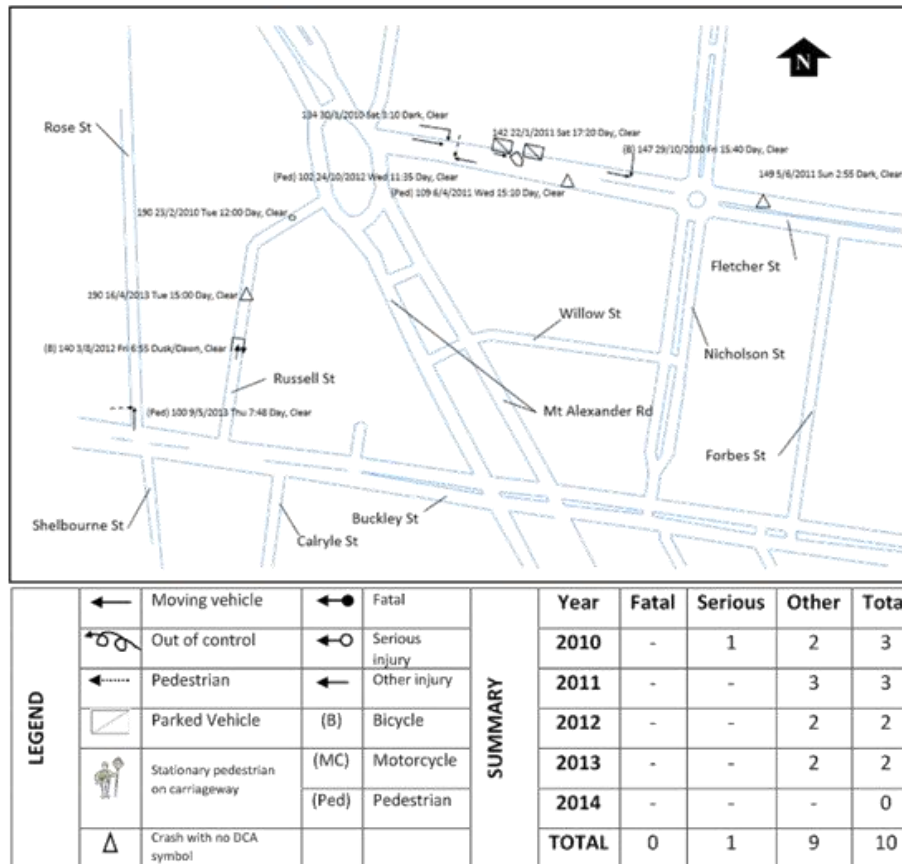 N
Rose St
134 30/1/2010 Sat 3:10 Dark, Clear
142 22/1/2011 Sat 17:20 Day, Clear
(B) 147 29/10/2010 Fri 15:40 Day, Clear
(Ped) 102 24/10/2012 Wed 11:35 Day, Clear
149 5/6/2011 Sun 2:55 Dark, Clear
(Ped) 109 6/4/2011 Wed 15:10 Day, Clear
190 23/2/2010 Tue 12:00 Day, Clear
Fletcher St
190 16/4/2013 Tue 15:00 Day, Clear
Willow St
(B) 140 3/8/2012 Fri 6:55 Dusk/Dawn, Clear
Nicholson St
Russell St
(Ped) 100 9/5/2013 Thu 7:48 Day, Clear
Mt Alexander Rd
Forbes St
Shelbourne St
Buckley St
Calryle St
LEGEND
Moving vehicle Fatal
Out of control Serious injury
Pedestrian Other injury
Parked Vehicle (B) Bicycle
Stationary pedestrian on carriageway (MC) Motorcycle
(Ped) Pedestrian
Crash with no DCA symbol
SUMMARY
Year Fatal Serious Other Tota
2010 - 1 2 3
2011 - - 3 3
2012 - - 2 2
2013 - - 2 2
2014 - - - 0
TOTAL 0 1 9 10